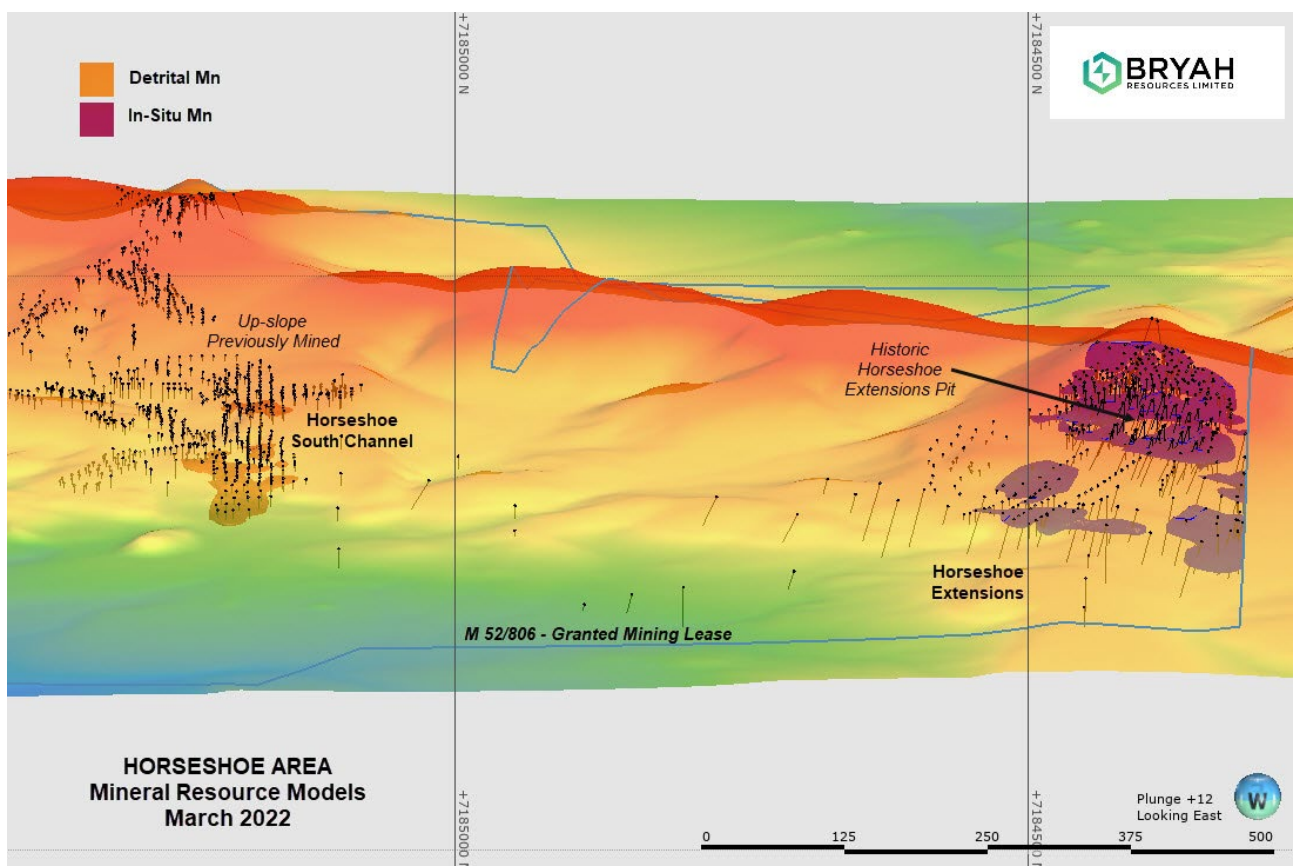 Detrital Mn
In-Situ Mn
+7185000 N
+7184500 N
BRYAH
RESOURCES LIMITED
Up-slope
Previously Mined
Horseshoe
South Channel
Historic
Horseshoe
Extensions Pit
Horseshoe
Extensions
M 52/806 - Granted Mining Lease
HORSESHOE AREA
Mineral Resource Models
March 2022
+7185000 N
+7184500 N
Plunge +12
Looking East
W
0 125 250 375 500